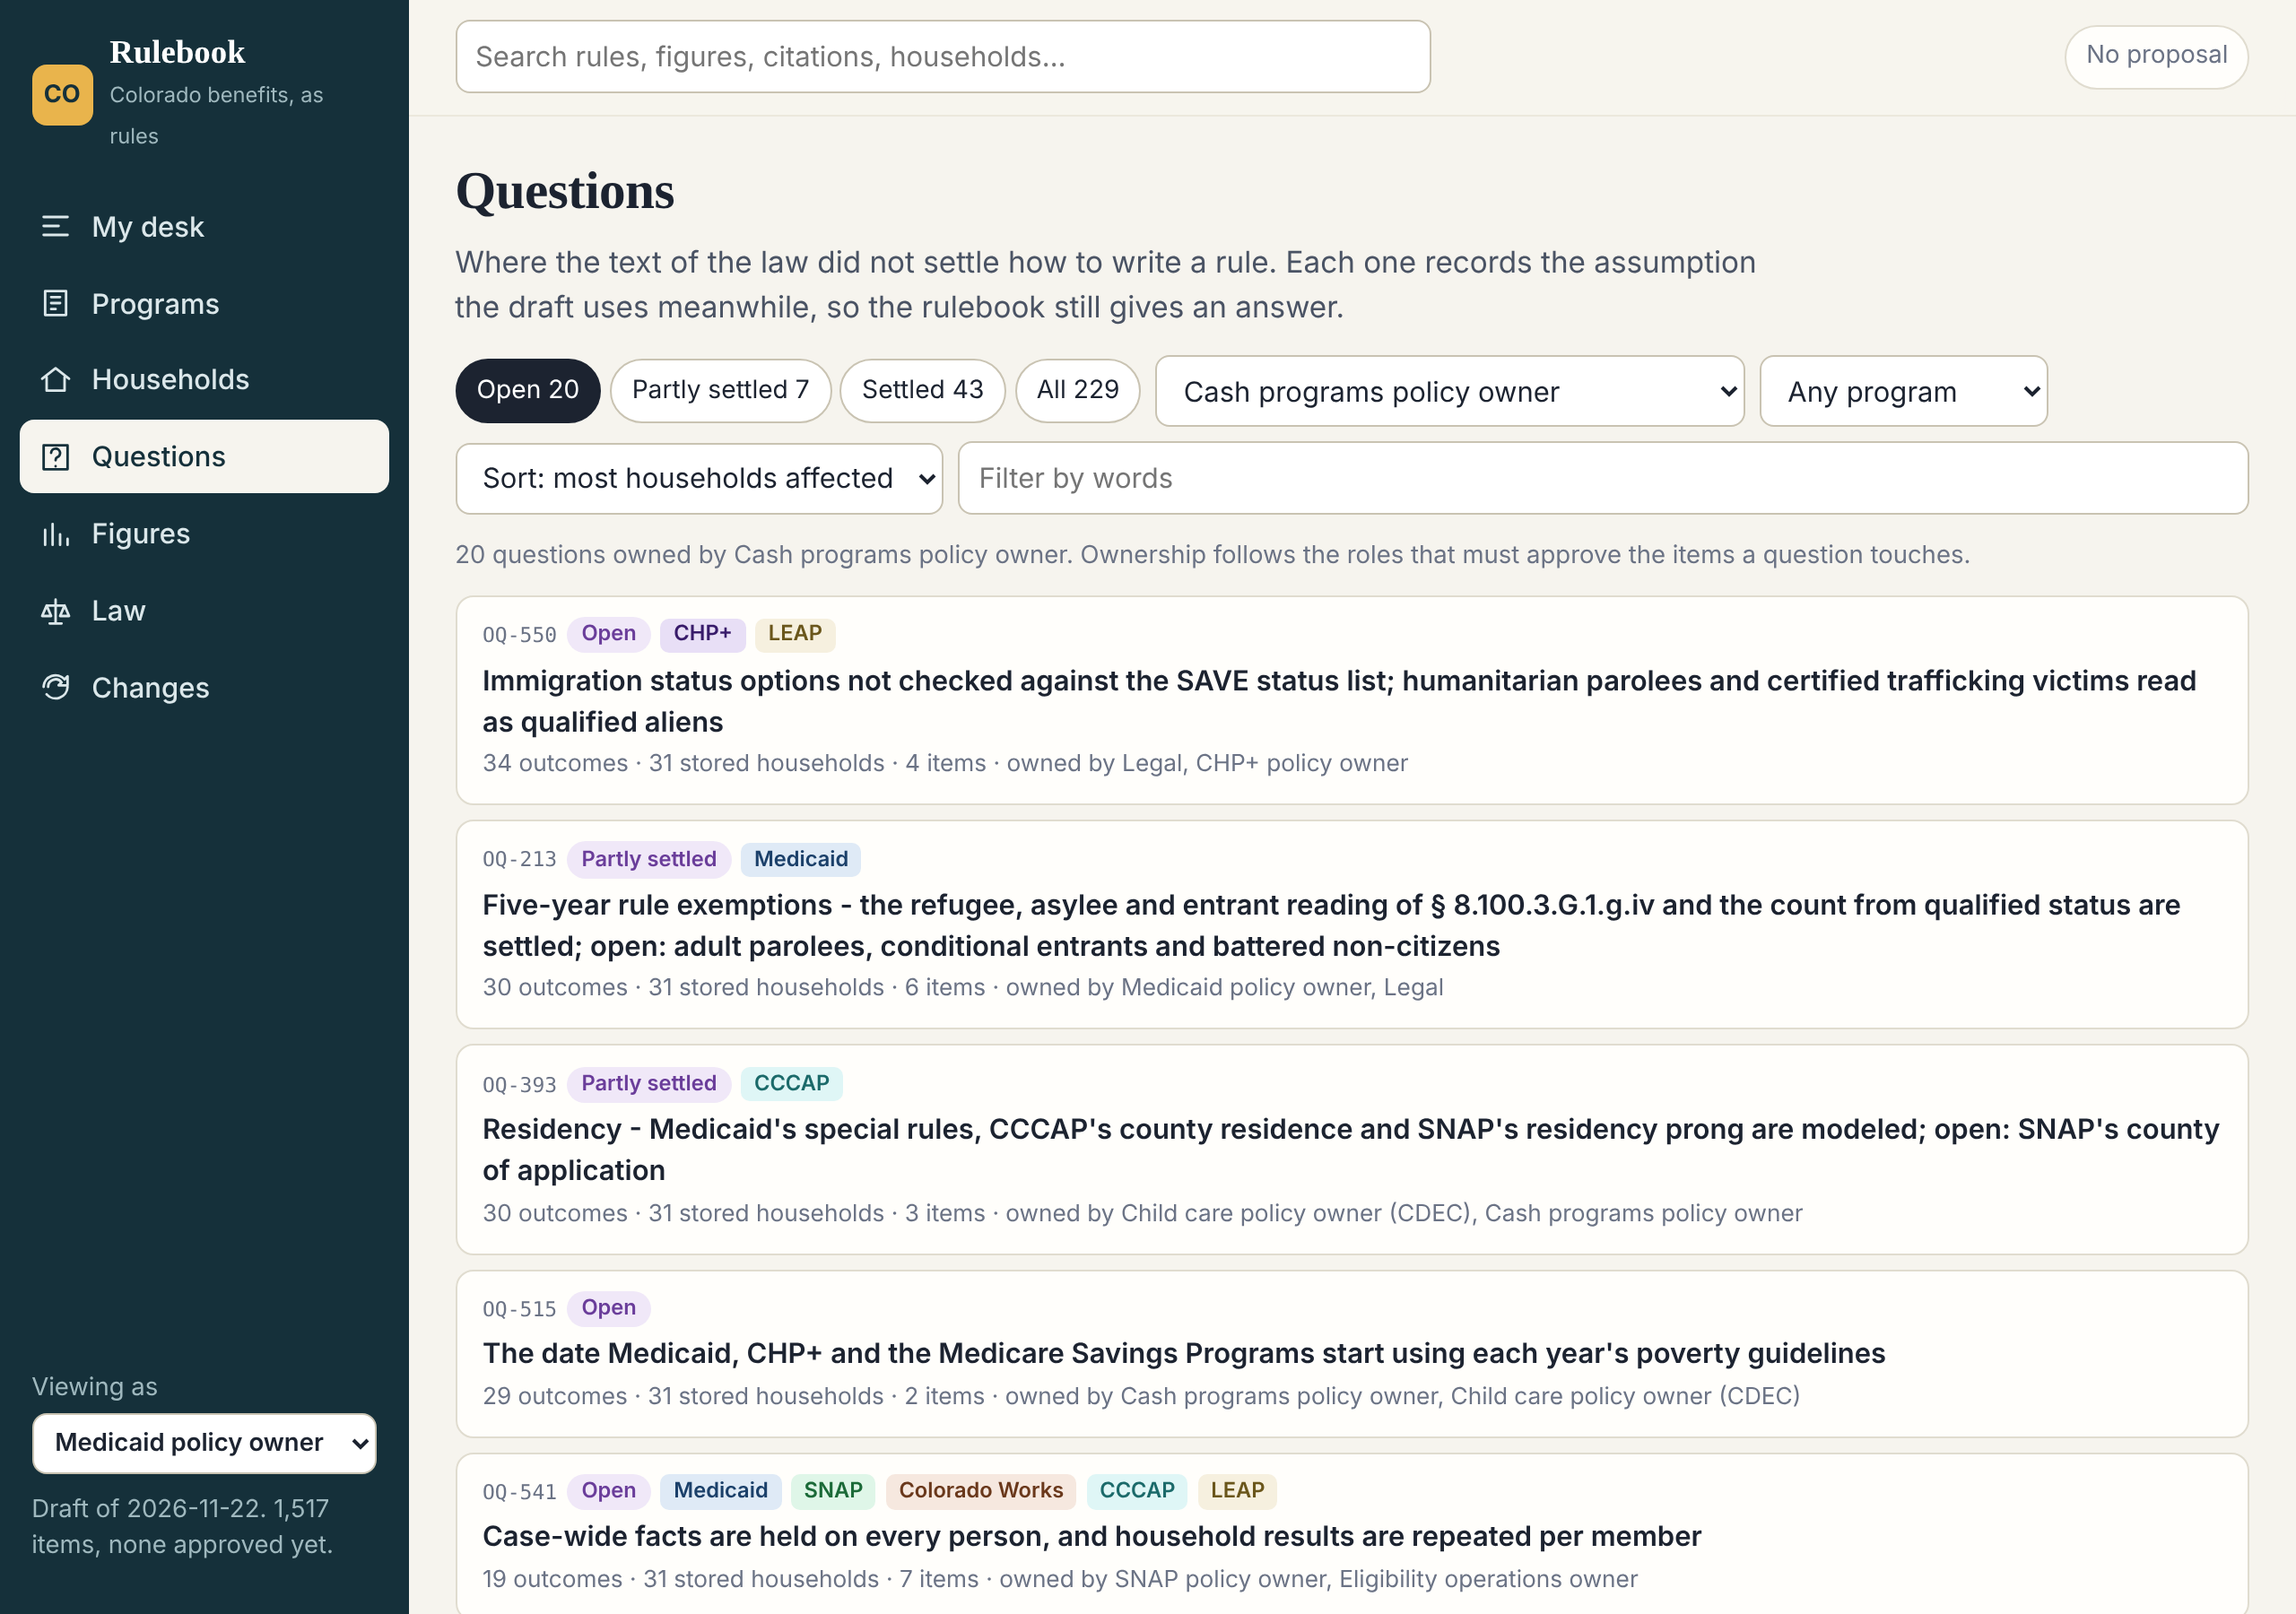 CO
Rulebook
Colorado benefits, as
rules
My desk
Programs
Households
Questions
Figures
Law
Changes
Viewing as
Medicaid policy owner
Draft of 2026-11-22. 1,517
items, none approved yet.
Search rules, figures, citations, households...
No proposal
Questions
Where the text of the law did not settle how to write a rule. Each one records the assumption
the draft uses meanwhile, so the rulebook still gives an answer.
Open 20
Partly settled 7
Settled 43
All 229
Cash programs policy owner
Any program
Sort: most households affected
Filter by words
20 questions owned by Cash programs policy owner. Ownership follows the roles that must approve the items a question touches.
OQ-550 Open CHP+ LEAP
Immigration status options not checked against the SAVE status list; humanitarian parolees and certified trafficking victims read
as qualified aliens
34 outcomes · 31 stored households · 4 items · owned by Legal, CHP+ policy owner
OQ-213 Partly settled Medicaid
Five-year rule exemptions - the refugee, asylee and entrant reading of § 8.100.3.G.1.g.iv and the count from qualified status are
settled; open: adult parolees, conditional entrants and battered non-citizens
30 outcomes · 31 stored households · 6 items · owned by Medicaid policy owner, Legal
OQ-393 Partly settled CCCAP
Residency - Medicaid's special rules, CCCAP's county residence and SNAP's residency prong are modeled; open: SNAP's county
of application
30 outcomes · 31 stored households · 3 items · owned by Child care policy owner (CDEC), Cash programs policy owner
OQ-515 Open
The date Medicaid, CHP+ and the Medicare Savings Programs start using each year's poverty guidelines
29 outcomes · 31 stored households · 2 items · owned by Cash programs policy owner, Child care policy owner (CDEC)
OQ-541 Open Medicaid SNAP Colorado Works CCCAP LEAP
Case-wide facts are held on every person, and household results are repeated per member
19 outcomes · 31 stored households · 7 items · owned by SNAP policy owner, Eligibility operations owner